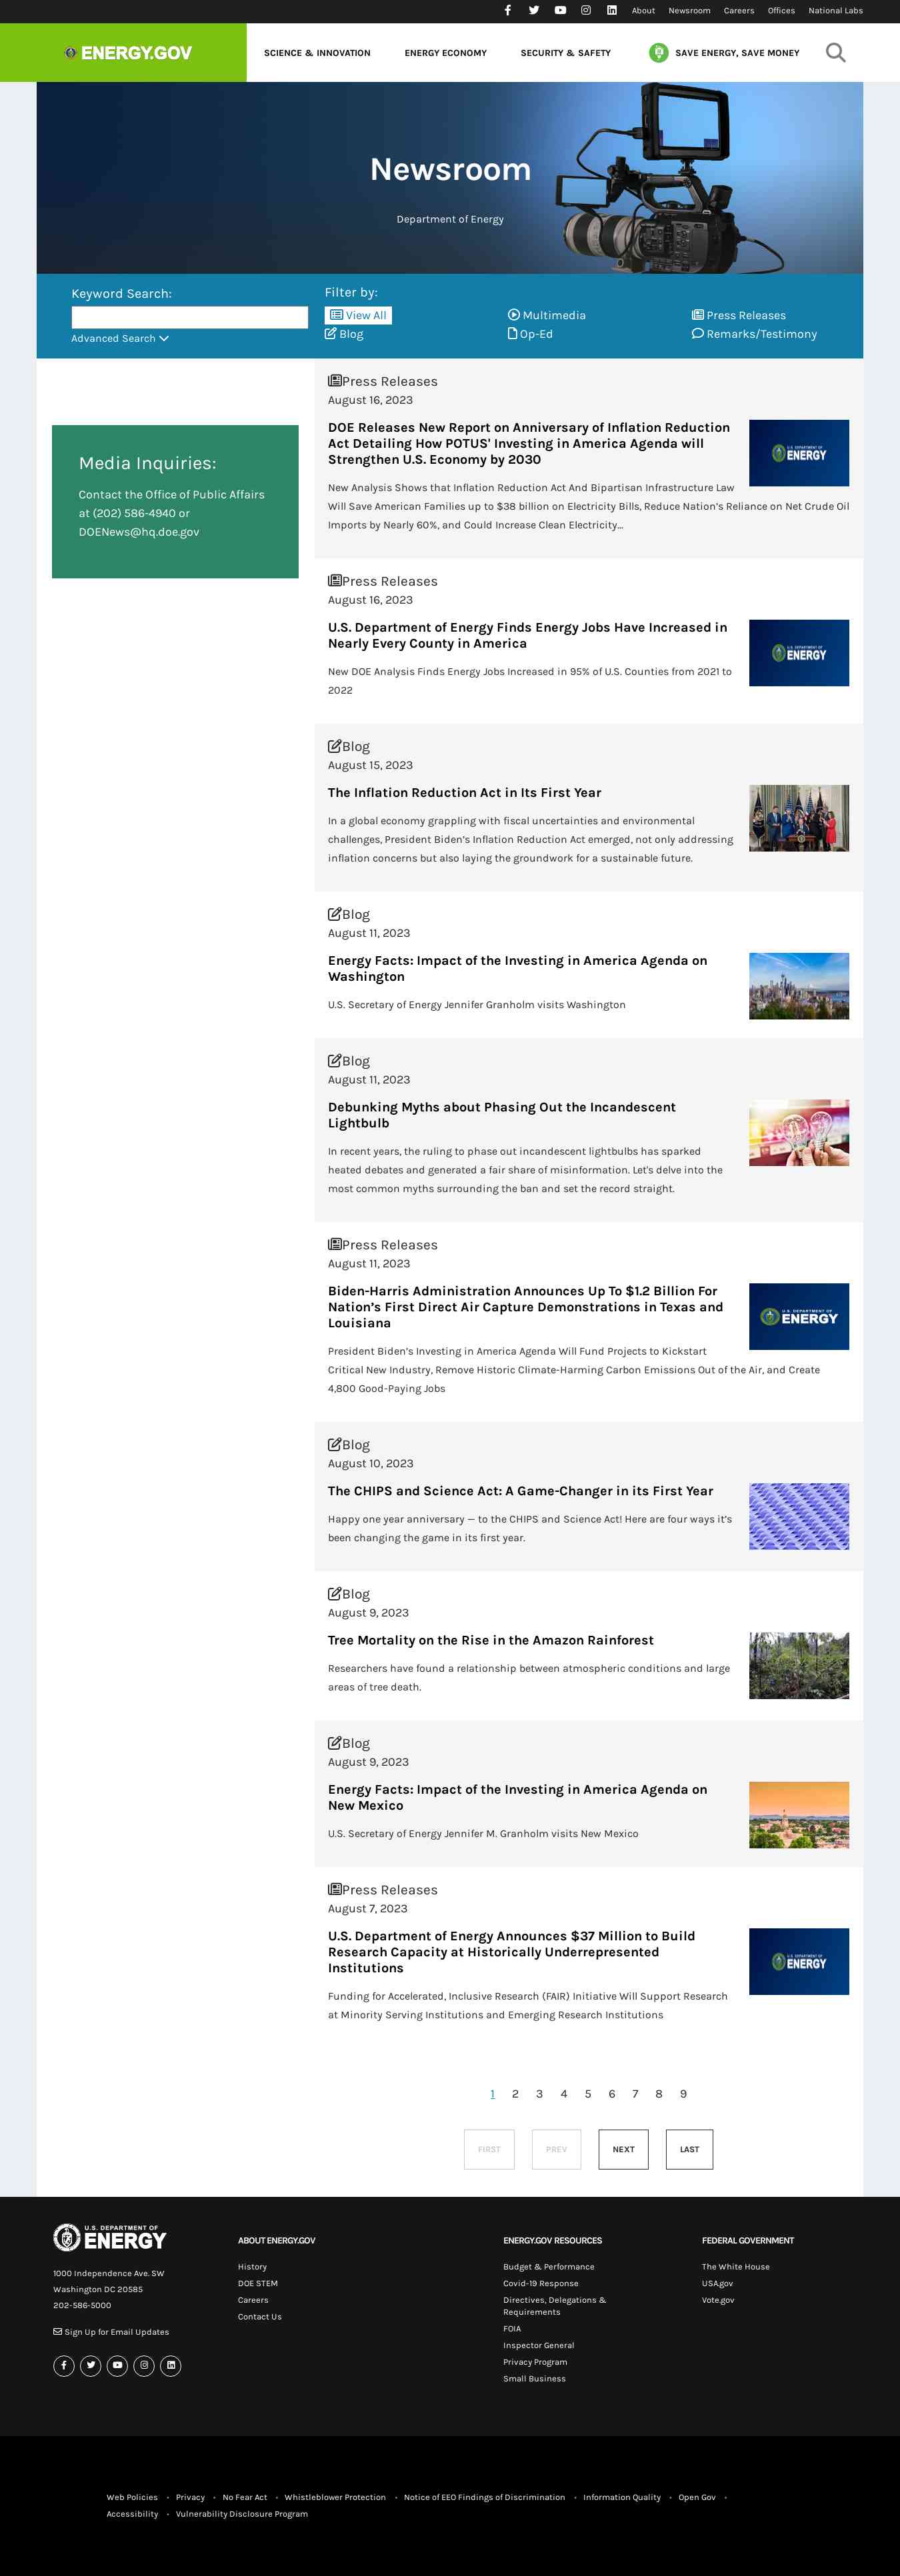 About Newsroom Careers Offices National Labs
ENERGY.GOV
SCIENCE & INNOVATION ENERGY ECONOMY SECURITY & SAFETY SAVE ENERGY, SAVE MONEY
Newsroom
Department of Energy
Keyword Search:
Advanced Search
Filter by:
View All Multimedia Press Releases
Blog Op-Ed Remarks/Testimony
Media Inquiries:
Contact the Office of Public Affairs
at (202) 586-4940 or
DOENews@hq.doe.gov
Press Releases
August 16, 2023
DOE Releases New Report on Anniversary of Inflation Reduction
Act Detailing How POTUS' Investing in America Agenda will
Strengthen U.S. Economy by 2030
U.S. DEPARTMENT OF
ENERGY
New Analysis Shows that Inflation Reduction Act And Bipartisan Infrastructure Law
Will Save American Families up to $38 billion on Electricity Bills, Reduce Nation’s Reliance on Net Crude Oil
Imports by Nearly 60%, and Could Increase Clean Electricity...
Press Releases
August 16, 2023
U.S. Department of Energy Finds Energy Jobs Have Increased in
Nearly Every County in America
U.S. DEPARTMENT OF
ENERGY
New DOE Analysis Finds Energy Jobs Increased in 95% of U.S. Counties from 2021 to
2022
Blog
August 15, 2023
The Inflation Reduction Act in Its First Year
In a global economy grappling with fiscal uncertainties and environmental
challenges, President Biden’s Inflation Reduction Act emerged, not only addressing
inflation concerns but also laying the groundwork for a sustainable future.
Blog
August 11, 2023
Energy Facts: Impact of the Investing in America Agenda on
Washington
U.S. Secretary of Energy Jennifer Granholm visits Washington
Blog
August 11, 2023
Debunking Myths about Phasing Out the Incandescent
Lightbulb
In recent years, the ruling to phase out incandescent lightbulbs has sparked
heated debates and generated a fair share of misinformation. Let's delve into the
most common myths surrounding the ban and set the record straight.
Press Releases
August 11, 2023
Biden-Harris Administration Announces Up To $1.2 Billion For
Nation’s First Direct Air Capture Demonstrations in Texas and
Louisiana
U.S. DEPARTMENT OF
ENERGY
President Biden’s Investing in America Agenda Will Fund Projects to Kickstart
Critical New Industry, Remove Historic Climate-Harming Carbon Emissions Out of the Air, and Create
4,800 Good-Paying Jobs
Blog
August 10, 2023
The CHIPS and Science Act: A Game-Changer in its First Year
Happy one year anniversary — to the CHIPS and Science Act! Here are four ways it’s
been changing the game in its first year.
Blog
August 9, 2023
Tree Mortality on the Rise in the Amazon Rainforest
Researchers have found a relationship between atmospheric conditions and large
areas of tree death.
Blog
August 9, 2023
Energy Facts: Impact of the Investing in America Agenda on
New Mexico
U.S. Secretary of Energy Jennifer M. Granholm visits New Mexico
Press Releases
August 7, 2023
U.S. Department of Energy Announces $37 Million to Build
Research Capacity at Historically Underrepresented
Institutions
U.S. DEPARTMENT OF
ENERGY
Funding for Accelerated, Inclusive Research (FAIR) Initiative Will Support Research
at Minority Serving Institutions and Emerging Research Institutions
1 2 3 4 5 6 7 8 9
FIRST PREV NEXT LAST
U.S. DEPARTMENT OF
ENERGY
1000 Independence Ave. SW
Washington DC 20585
202-586-5000
Sign Up for Email Updates
ABOUT ENERGY.GOV
History
DOE STEM
Careers
Contact Us
ENERGY.GOV RESOURCES
Budget & Performance
Covid-19 Response
Directives, Delegations &
Requirements
FOIA
Inspector General
Privacy Program
Small Business
FEDERAL GOVERNMENT
The White House
USA.gov
Vote.gov
Web Policies • Privacy • No Fear Act • Whistleblower Protection • Notice of EEO Findings of Discrimination • Information Quality • Open Gov •
Accessibility • Vulnerability Disclosure Program